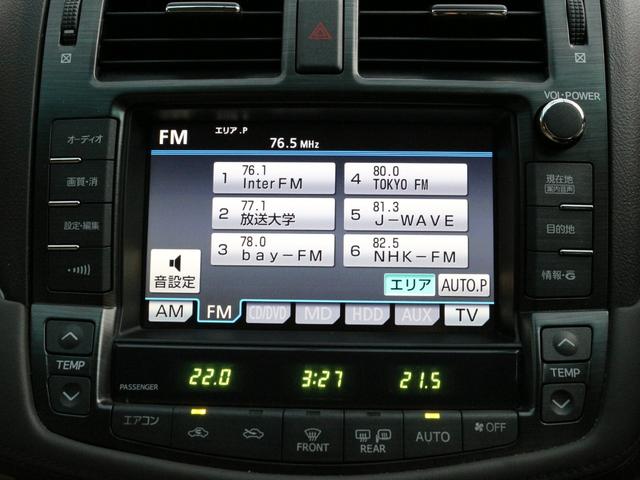 VOL・POWER
オーディオ
画質・消
設定・編集
FM
エリア.P
76.5 MHz
1 76.1 InterFM
4 80.0 TOKYO FM
2 77.1 放送大学
5 81.3 J-WAVE
3 78.0 bay-FM
6 82.5 NHK-FM
音設定
エリア
AUTO.P
AM
FM
CD/DVD
MD
HDD
AUX
TV
現在地
案内音声
目的地
情報・G
TEMP
TEMP
PASSENGER
22.0
3:27
21.5
エアコン
FRONT
REAR
AUTO
OFF